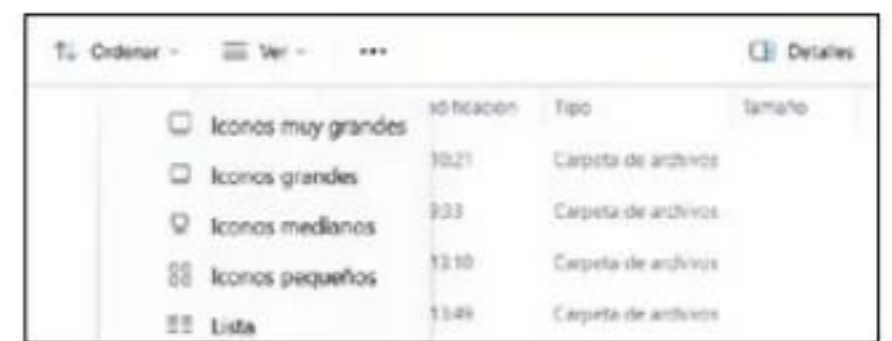 Ordenar Ver ... Detalles
odificación Tipo Tamaño
Iconos muy grandes
10:21 Carpeta de archivos
Iconos grandes
9:33 Carpeta de archivos
Iconos medianos
13:10 Carpeta de archivos
Iconos pequeños
13:49 Carpeta de archivos
Lista